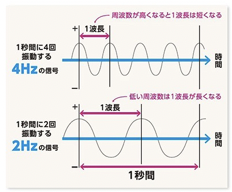 周波数が高くなると1波長は短くなる
+
1波長
1秒間に4回
振動する
4Hzの信号
時間
-
低い周波数は1波長が長くなる
+
1波長
1秒間に2回
振動する
2Hzの信号
時間
-
1秒間